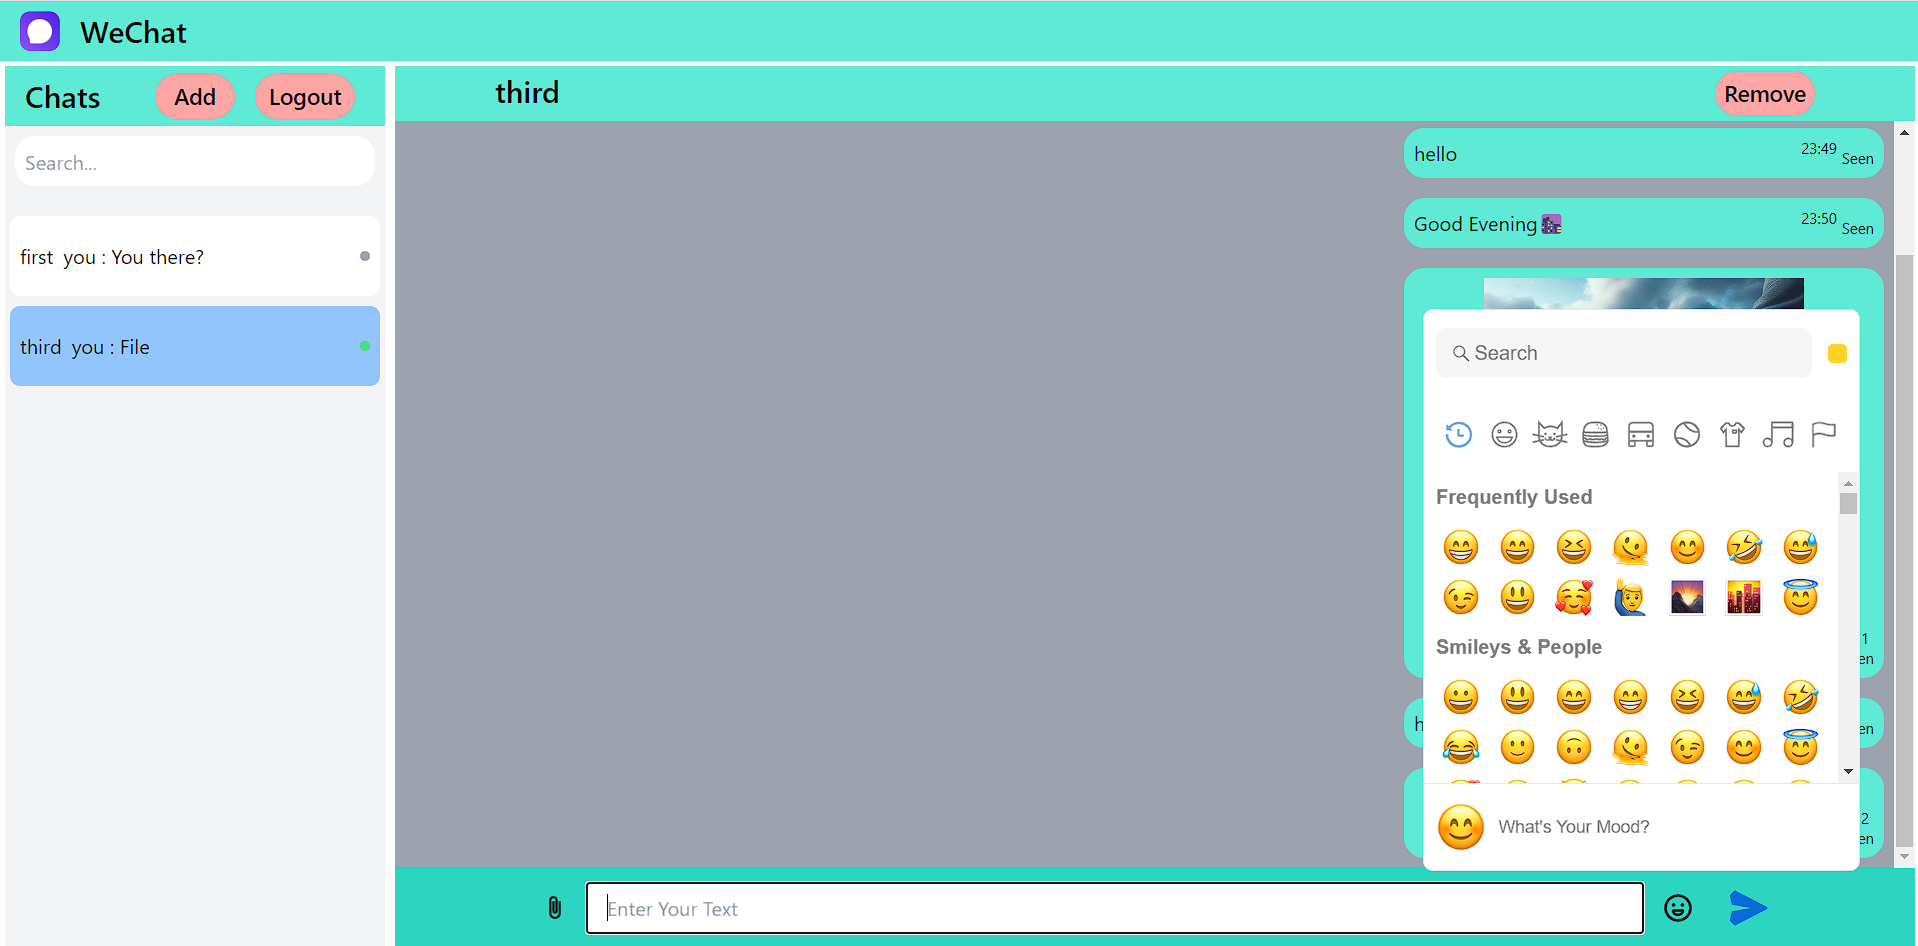 WeChat
Chats
Add
Logout
third
Remove
Search...
first you : You there?
third you : File
hello
23:49
Seen
Good Evening🌆
23:50
Seen
Search
Frequently Used
Smileys & People
1
en
h
en
2
en
What's Your Mood?
Enter Your Text